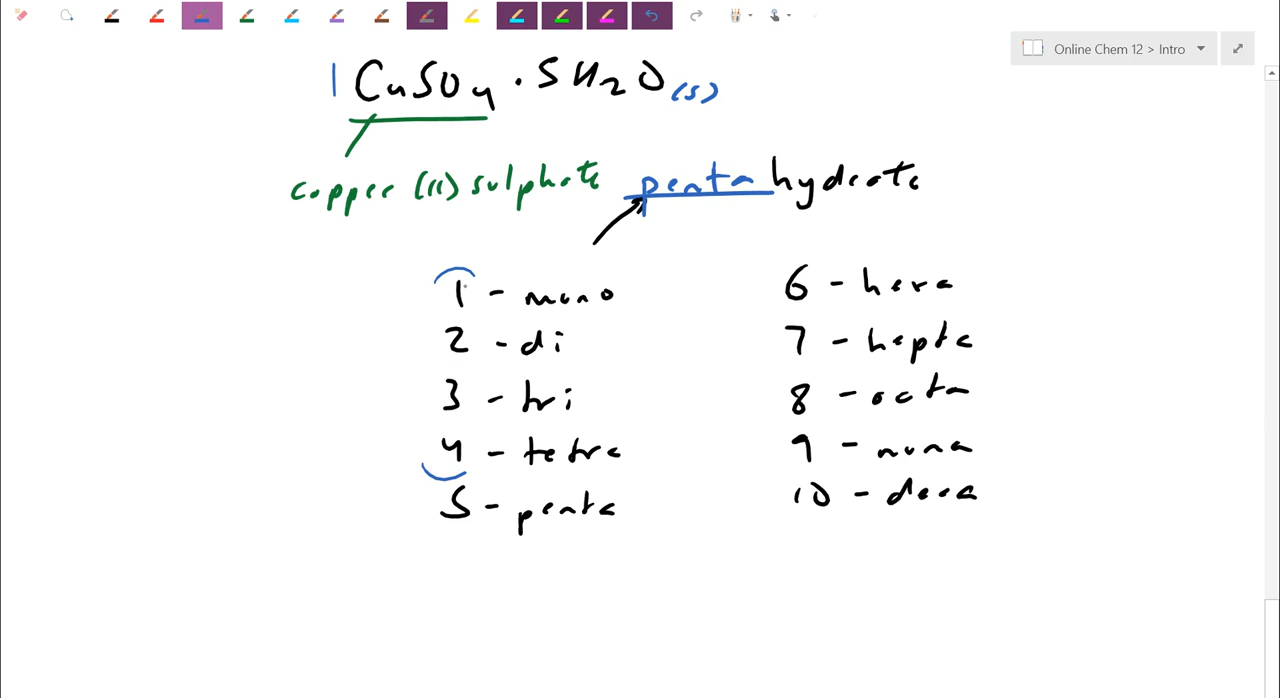 Online Chem 12 > Intro
1 CuSO4 · 5H2O(s)
copper (II) sulphate pentahydrate
1 - mono
2 - di
3 - tri
4 - tetra
5 - penta
6 - hexa
7 - hepta
8 - octa
9 - nona
10 - deca